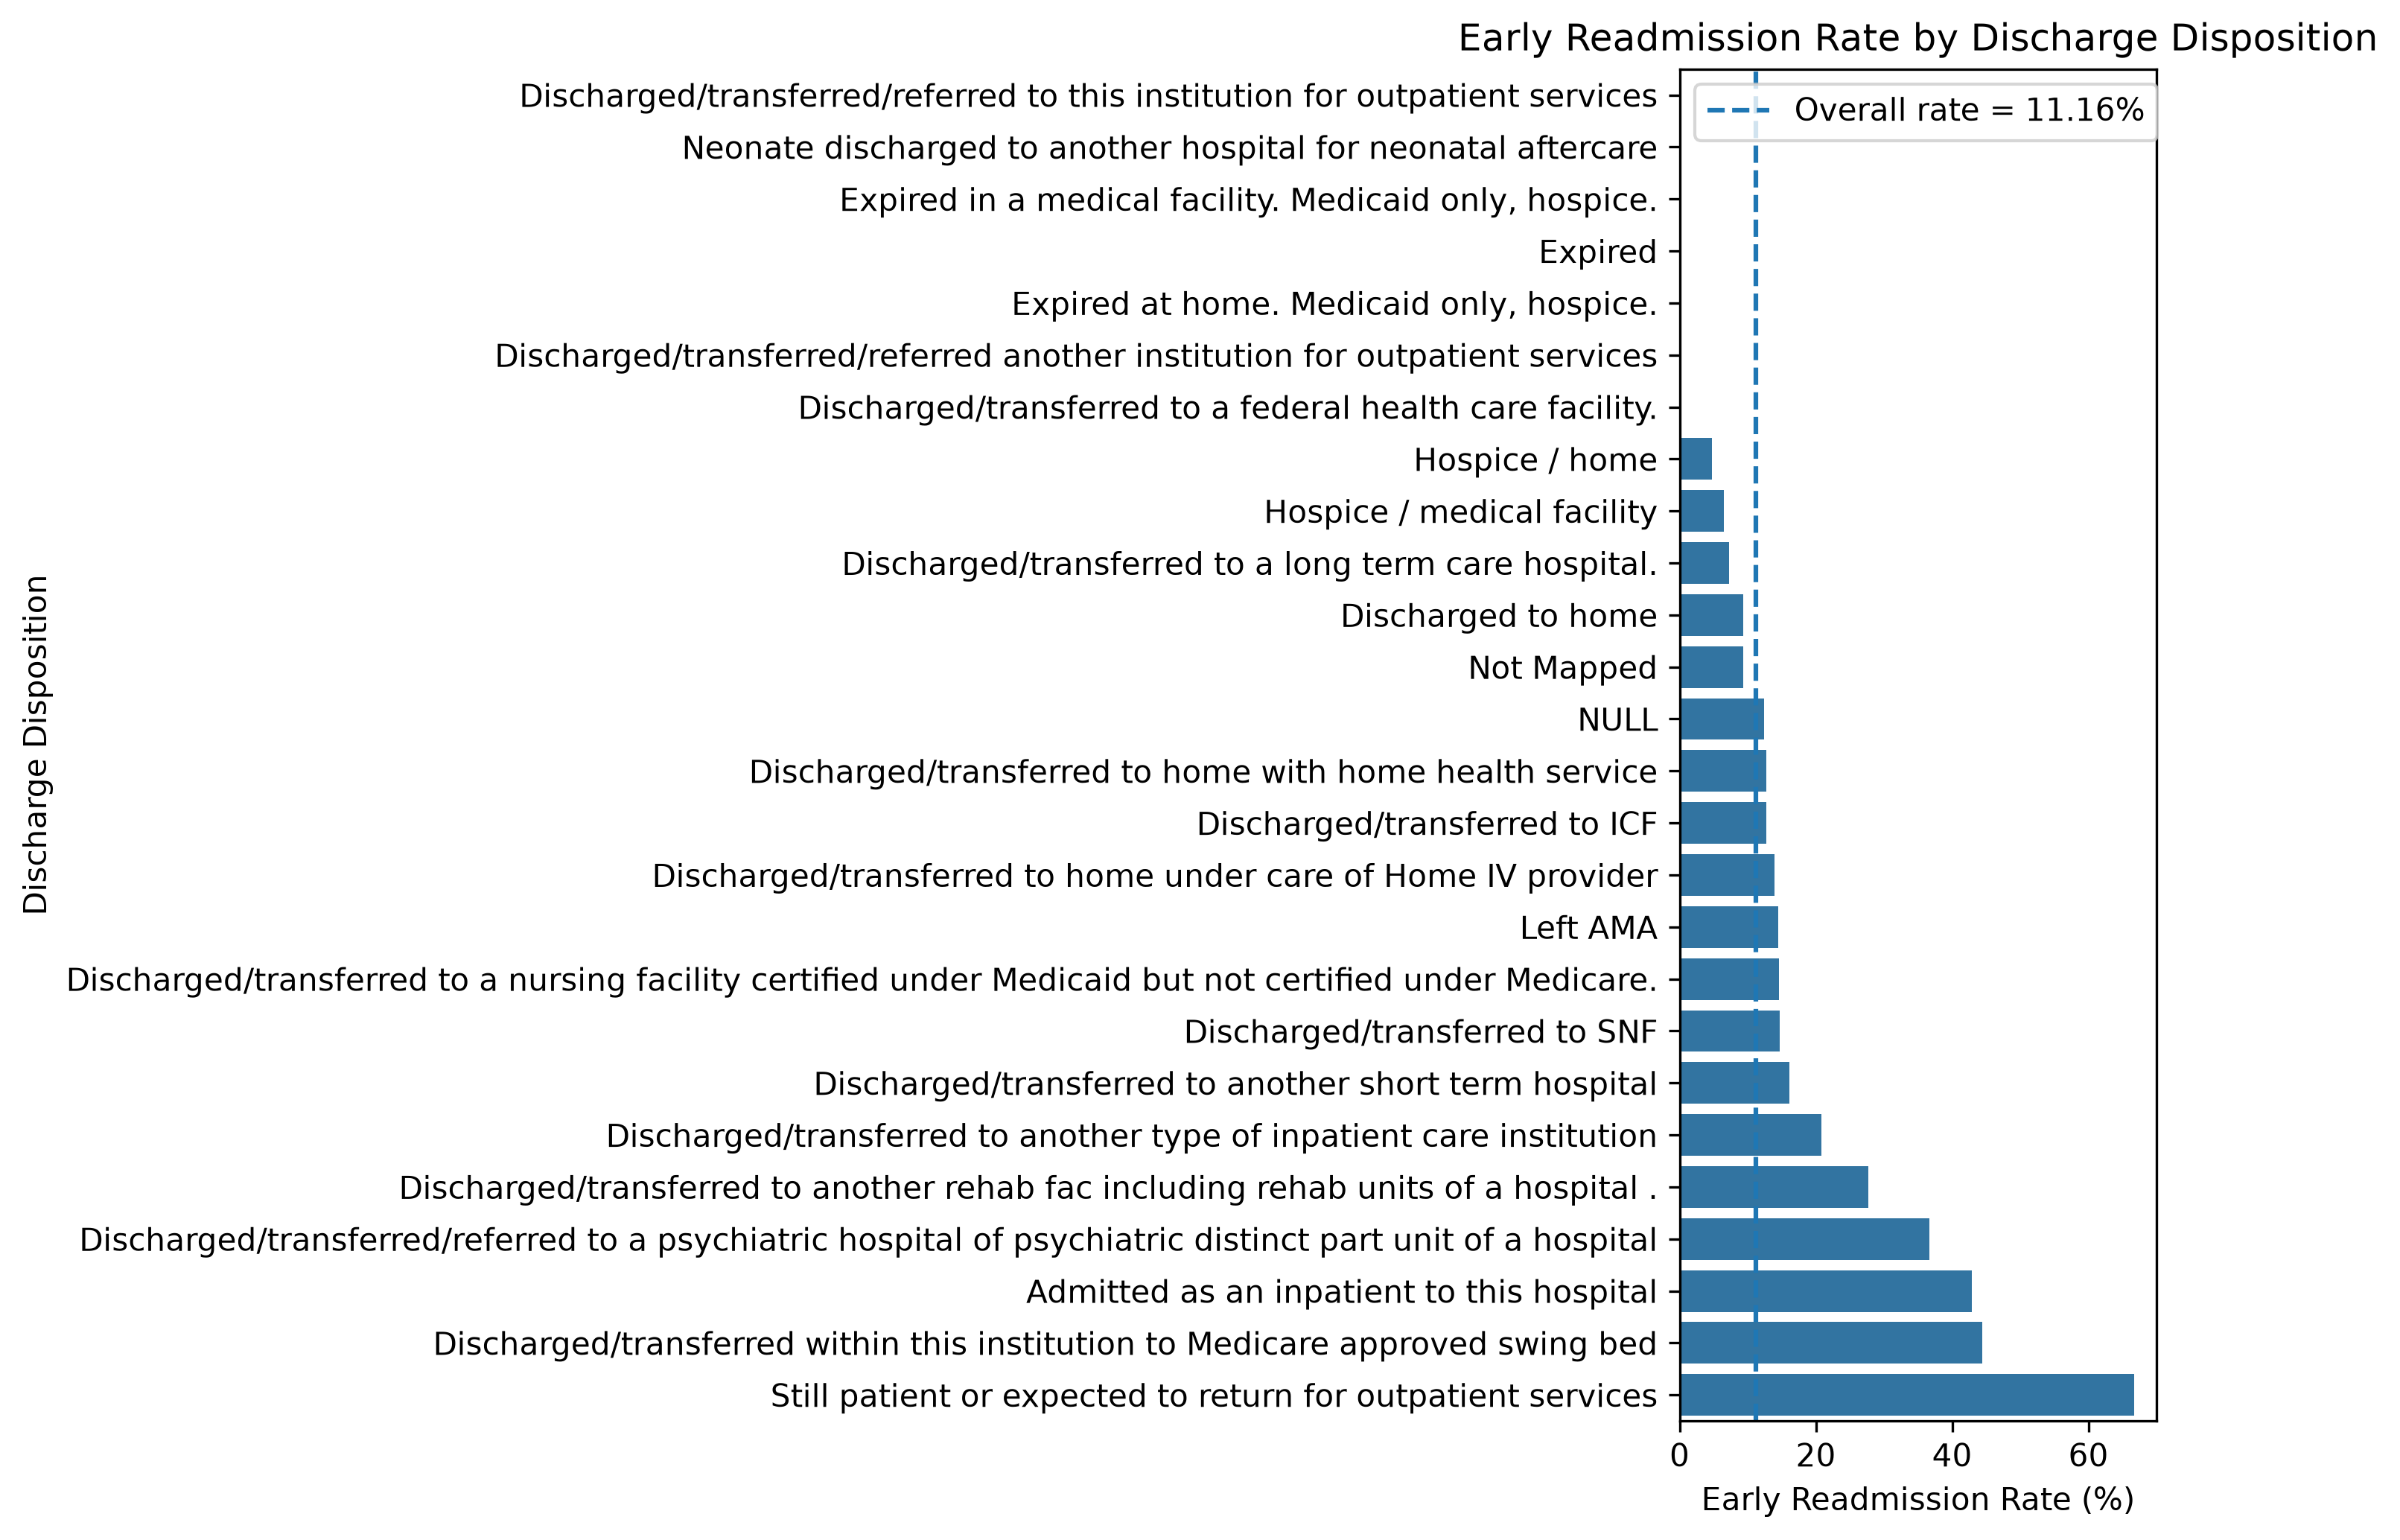 Early Readmission Rate by Discharge Disposition
Overall rate = 11.16%
Discharge Disposition
Discharged/transferred/referred to this institution for outpatient services
Neonate discharged to another hospital for neonatal aftercare
Expired in a medical facility. Medicaid only, hospice.
Expired
Expired at home. Medicaid only, hospice.
Discharged/transferred/referred another institution for outpatient services
Discharged/transferred to a federal health care facility.
Hospice / home
Hospice / medical facility
Discharged/transferred to a long term care hospital.
Discharged to home
Not Mapped
NULL
Discharged/transferred to home with home health service
Discharged/transferred to ICF
Discharged/transferred to home under care of Home IV provider
Left AMA
Discharged/transferred to a nursing facility certified under Medicaid but not certified under Medicare.
Discharged/transferred to SNF
Discharged/transferred to another short term hospital
Discharged/transferred to another type of inpatient care institution
Discharged/transferred to another rehab fac including rehab units of a hospital .
Discharged/transferred/referred to a psychiatric hospital of psychiatric distinct part unit of a hospital
Admitted as an inpatient to this hospital
Discharged/transferred within this institution to Medicare approved swing bed
Still patient or expected to return for outpatient services
0 20 40 60
Early Readmission Rate (%)